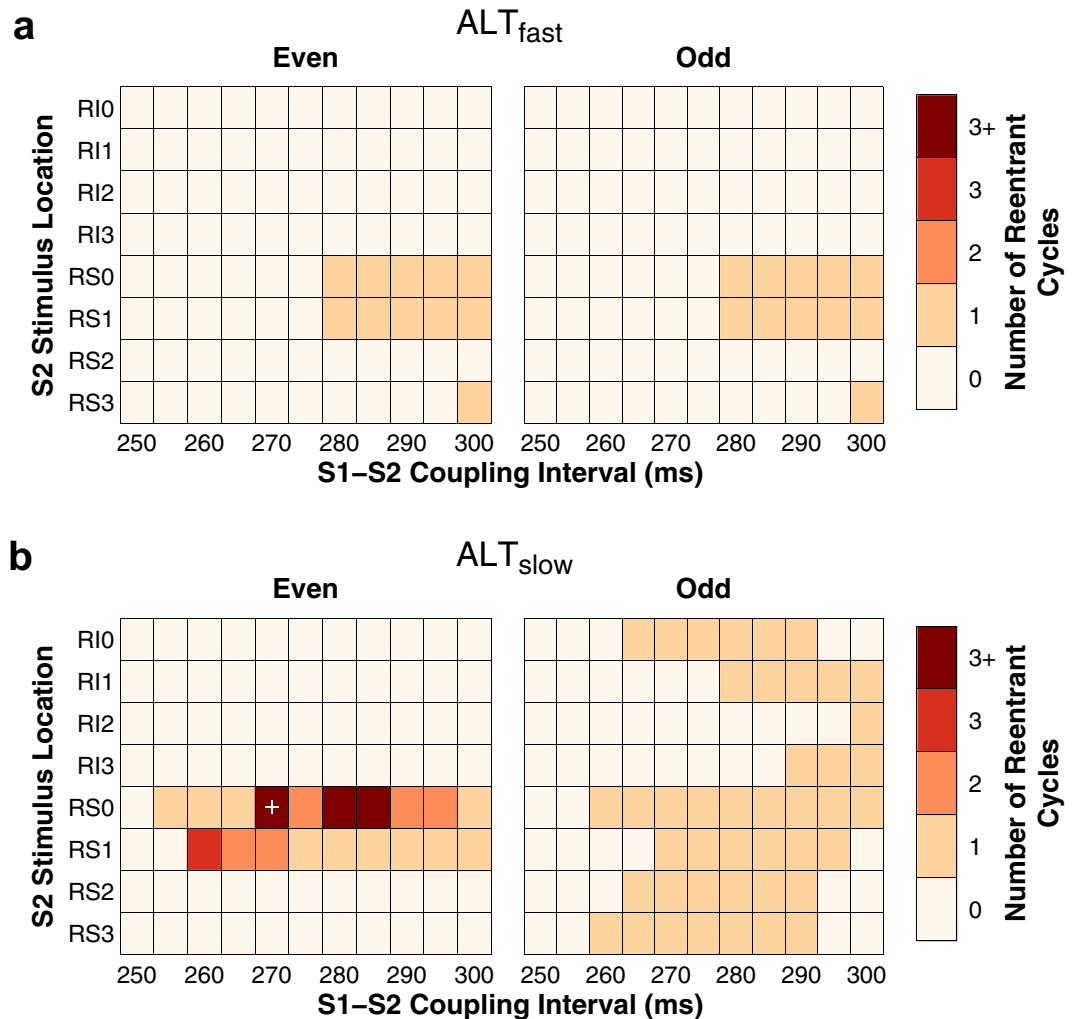 a
ALTfast
Even
Odd
S2 Stimulus Location
RI0
RI1
RI2
RI3
RS0
RS1
RS2
RS3
250 260 270 280 290 300
250 260 270 280 290 300
S1–S2 Coupling Interval (ms)
3+
3
2
1
0
Number of Reentrant
Cycles
b
ALTslow
Even
Odd
S2 Stimulus Location
RI0
RI1
RI2
RI3
RS0
RS1
RS2
RS3
+
250 260 270 280 290 300
250 260 270 280 290 300
S1–S2 Coupling Interval (ms)
3+
3
2
1
0
Number of Reentrant
Cycles